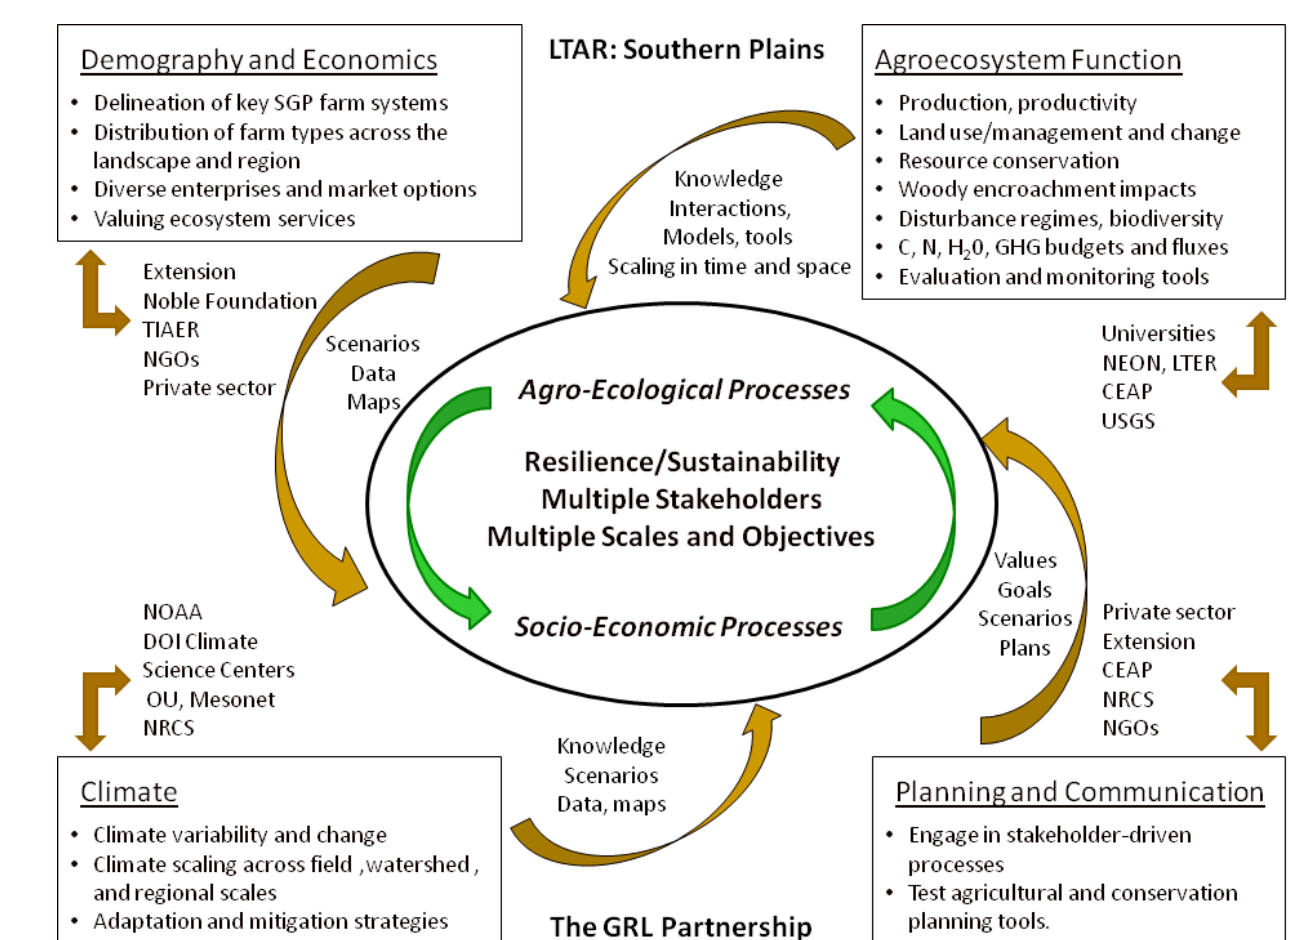 LTAR: Southern Plains
Demography and Economics
• Delineation of key SGP farm systems
• Distribution of farm types across the
landscape and region
• Diverse enterprises and market options
• Valuing ecosystem services
Agroecosystem Function
• Production, productivity
• Land use/management and change
• Resource conservation
• Woody encroachment impacts
• Disturbance regimes, biodiversity
• C, N, H₂0, GHG budgets and fluxes
• Evaluation and monitoring tools
Knowledge
Interactions,
Models, tools
Scaling in time and space
Extension
Noble Foundation
TIAER
NGOs
Private sector
Scenarios
Data
Maps
Universities
NEON, LTER
CEAP
USGS
Agro-Ecological Processes
Resilience/Sustainability
Multiple Stakeholders
Multiple Scales and Objectives
Socio-Economic Processes
Values
Goals
Scenarios
Plans
NOAA
DOI Climate
Science Centers
OU, Mesonet
NRCS
Private sector
Extension
CEAP
NRCS
NGOs
Knowledge
Scenarios
Data, maps
Climate
• Climate variability and change
• Climate scaling across field ,watershed ,
and regional scales
• Adaptation and mitigation strategies
Planning and Communication
• Engage in stakeholder-driven
processes
• Test agricultural and conservation
planning tools.
The GRL Partnership